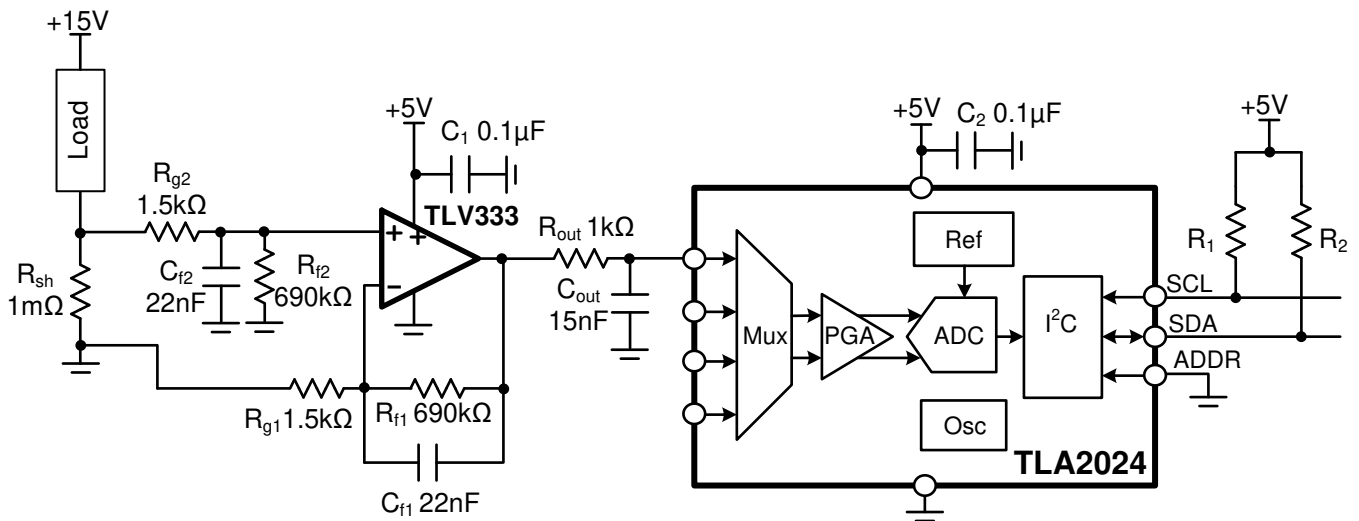 +15V
Load
Rsh
1mΩ
Rg2
1.5kΩ
Cf2
22nF
Rf2
690kΩ
+5V
C1 0.1µF
TLV333
+
+
−
Rg1 1.5kΩ
Rf1 690kΩ
Cf1 22nF
Rout 1kΩ
Cout
15nF
+5V
C2 0.1µF
Mux
PGA
Ref
ADC
Osc
I²C
TLA2024
+5V
R1
R2
SCL
SDA
ADDR